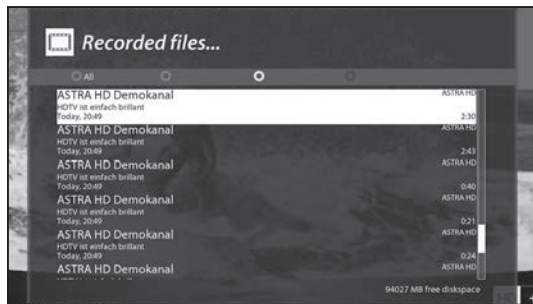 Recorded files...
All
ASTRA HD Demokanal ASTRA HD
HDTV ist einfach brillant
Today, 20:49 2:30
ASTRA HD Demokanal ASTRA HD
HDTV ist einfach brillant
Today, 20:49 2:43
ASTRA HD Demokanal ASTRA HD
HDTV ist einfach brillant
Today, 20:49 0:40
ASTRA HD Demokanal ASTRA HD
HDTV ist einfach brillant
Today, 20:49 0:21
ASTRA HD Demokanal ASTRA HD
HDTV ist einfach brillant
Today, 20:49 0:24
ASTRA HD Demokanal ASTRA HD
94027 MB free diskspace